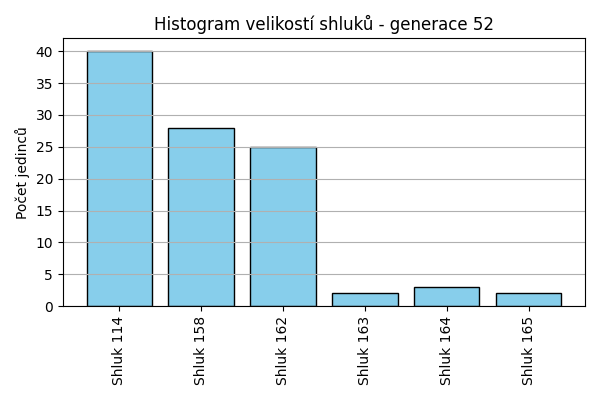 Histogram velikostí shluků - generace 52
Počet jedinců
40
35
30
25
20
15
10
5
0
Shluk 114
Shluk 158
Shluk 162
Shluk 163
Shluk 164
Shluk 165